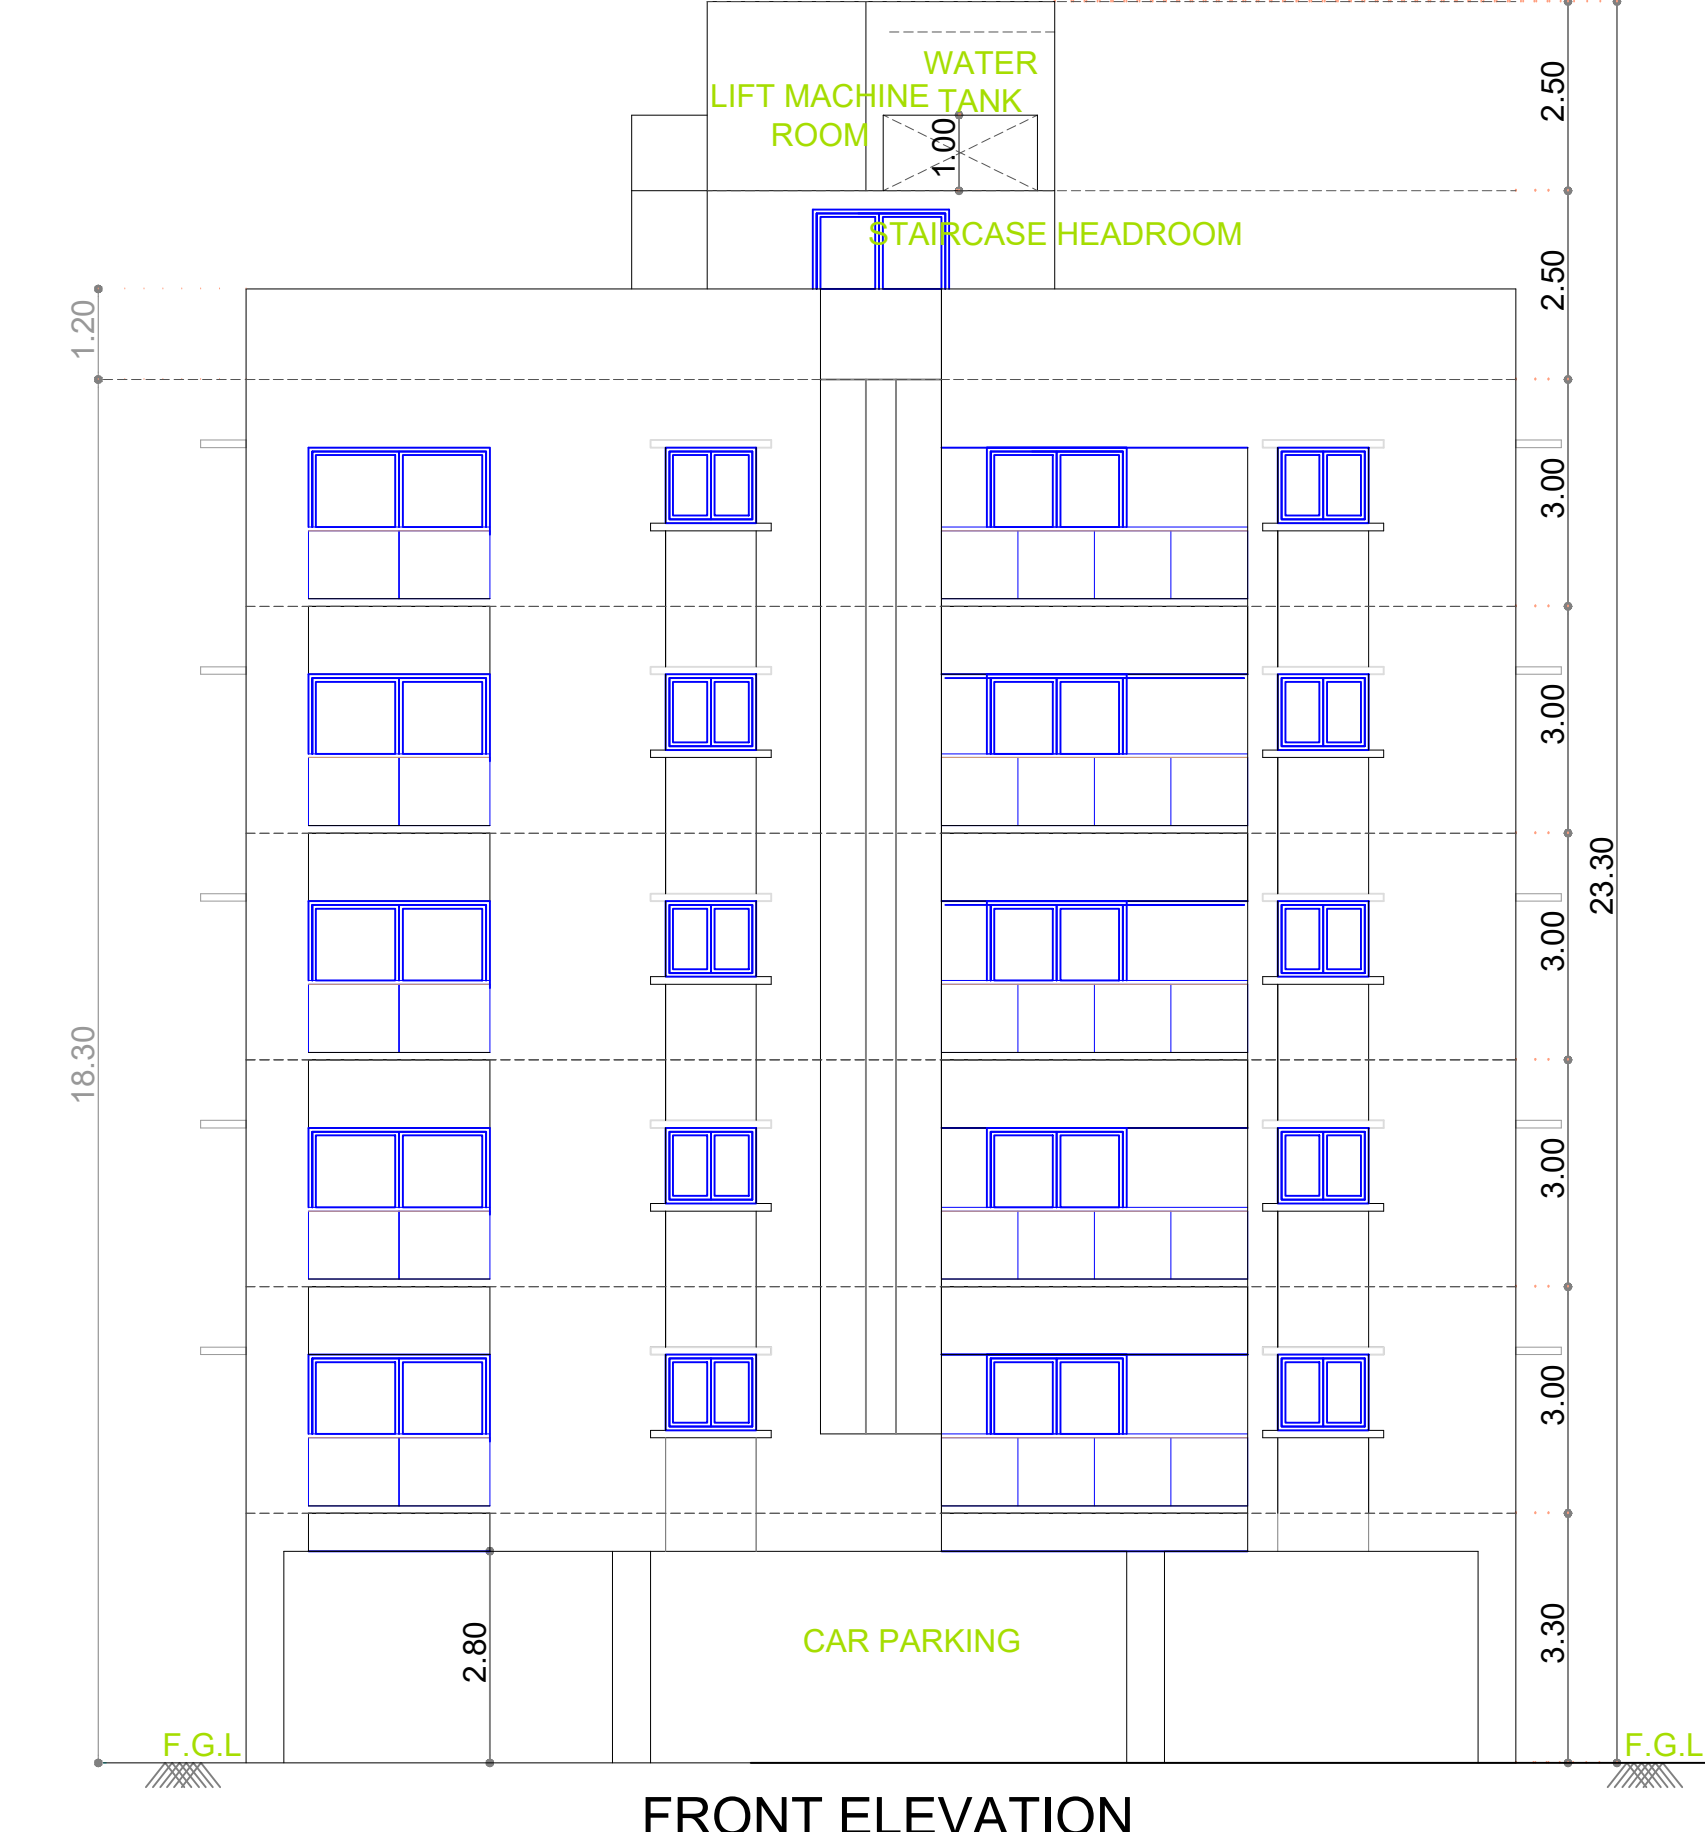 WATER
TANK
LIFT MACHINE
ROOM
1.00
2.50
STAIRCASE HEADROOM
2.50
1.20
3.00
3.00
23.30
3.00
18.30
3.00
3.00
3.30
2.80
CAR PARKING
F.G.L
F.G.L
FRONT ELEVATION